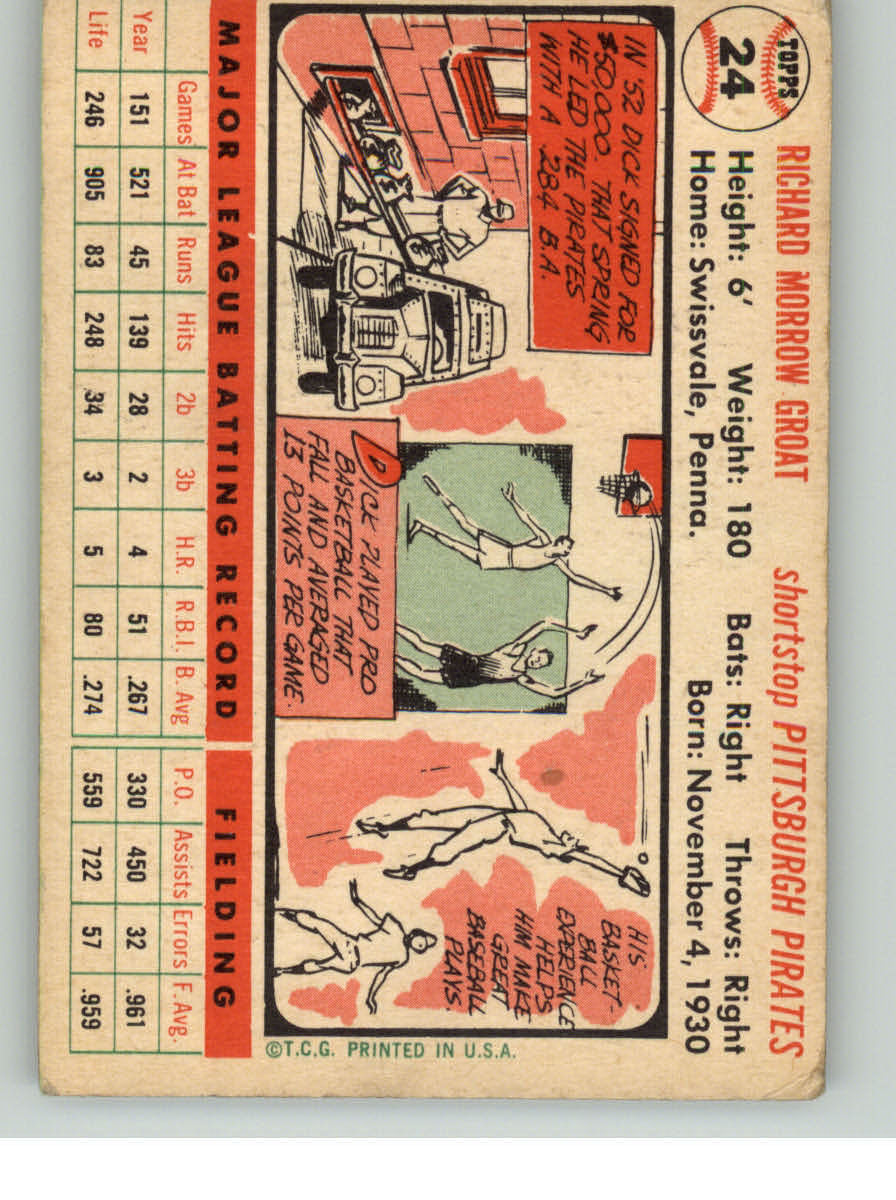 TOPPS
24
RICHARD MORROW GROAT shortstop PITTSBURGH PIRATES
Height: 6' Weight: 180 Bats: Right Throws: Right
Home: Swissvale, Penna. Born: November 4, 1930
IN '52 DICK SIGNED FOR
$50,000. THAT SPRING
HE LED THE PIRATES
WITH A .284 B.A.
DICK PLAYED PRO
BASKETBALL THAT
FALL AND AVERAGED
13 POINTS PER GAME.
HIS
BASKET-
BALL
EXPERIENCE
HELPS
HIM MAKE
GREAT
BASEBALL
PLAYS.
©T.C.G. PRINTED IN U.S.A.
MAJOR LEAGUE BATTING RECORD FIELDING
Games At Bat Runs Hits 2b 3b H.R. R.B.I. B. Avg P.O. Assists Errors F. Avg.
Year 151 521 45 139 28 2 4 51 .267 330 450 32 .961
Life 246 905 83 248 34 3 5 80 .274 559 722 57 .959